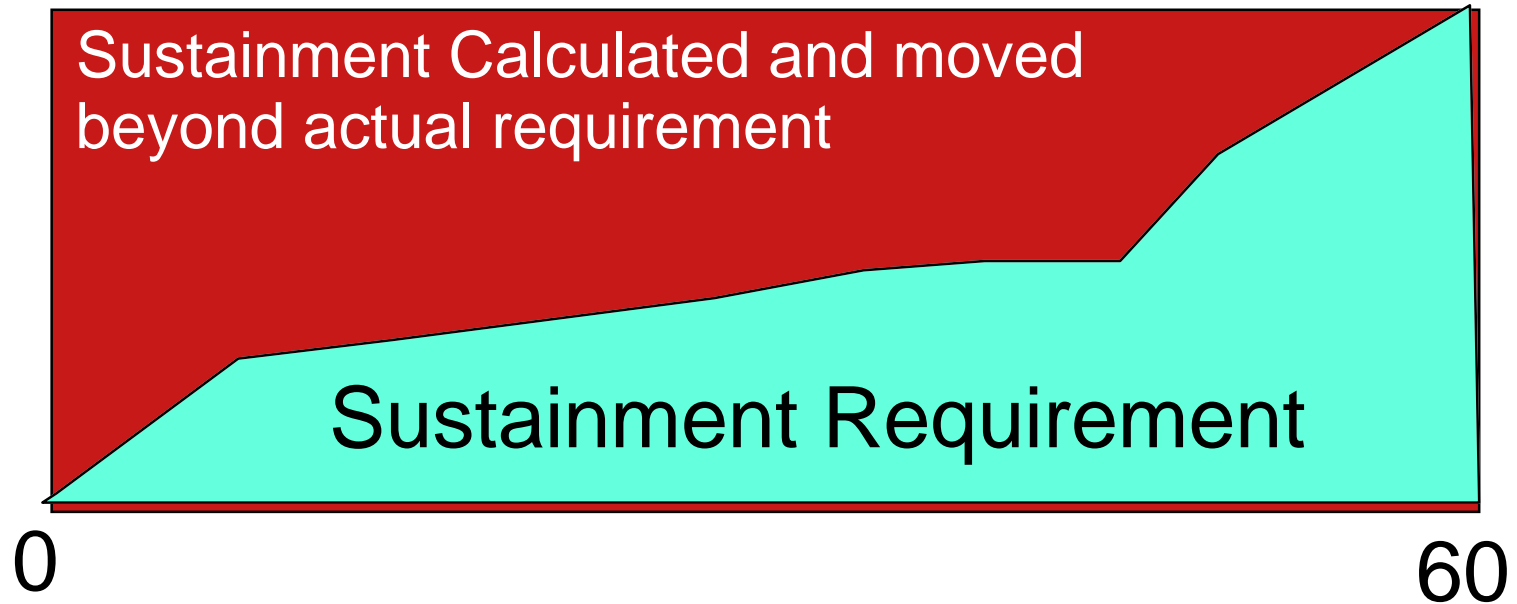 Sustainment Calculated and moved
beyond actual requirement
Sustainment Requirement
0
60